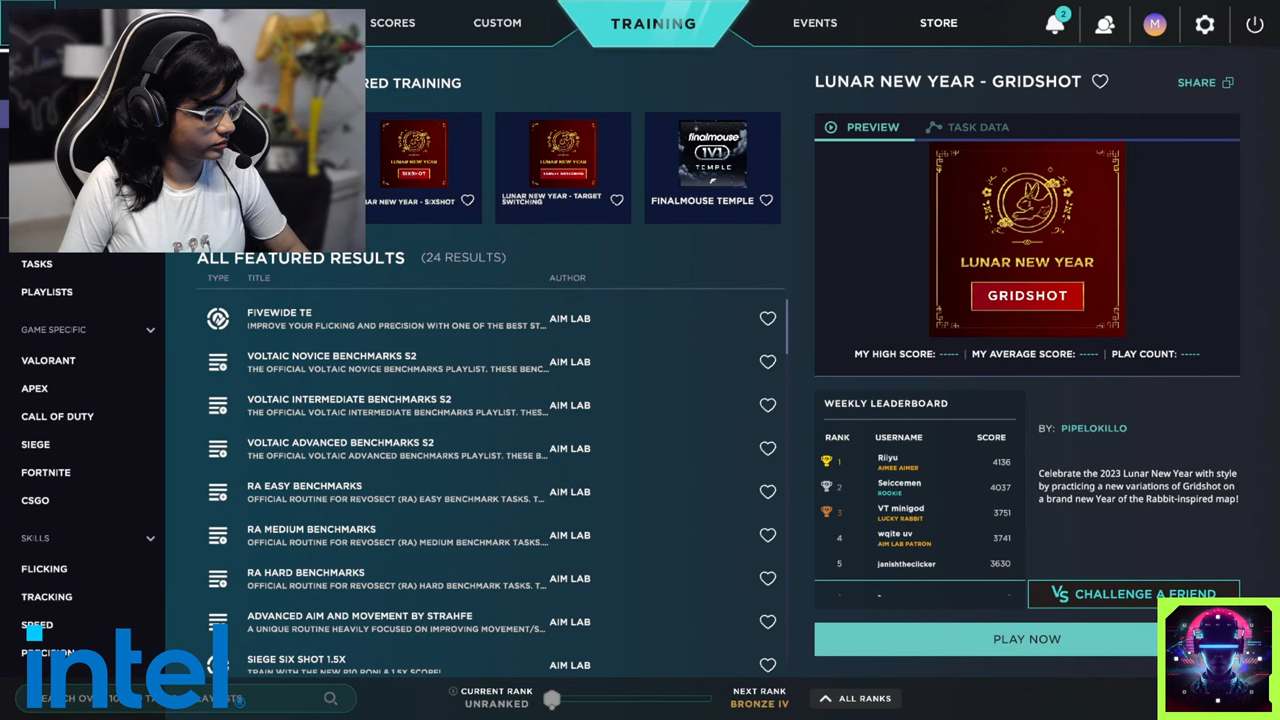 SCORES
CUSTOM
TRAINING
EVENTS
STORE
2
M
RED TRAINING
SIXSHOT
NAR NEW YEAR - SIXSHOT
LUNAR NEW YEAR - TARGET
SWITCHING
finalmouse
1V1
TEMPLE
FINALMOUSE TEMPLE
LUNAR NEW YEAR - GRIDSHOT
SHARE
PREVIEW
TASK DATA
LUNAR NEW YEAR
GRIDSHOT
MY HIGH SCORE: ----- | MY AVERAGE SCORE: ----- | PLAY COUNT: -----
ALL FEATURED RESULTS (24 RESULTS)
TYPE TITLE AUTHOR
FIVEWIDE TE
IMPROVE YOUR FLICKING AND PRECISION WITH ONE OF THE BEST ST...
AIM LAB
VOLTAIC NOVICE BENCHMARKS S2
THE OFFICIAL VOLTAIC NOVICE BENCHMARKS PLAYLIST. THESE BENC...
AIM LAB
VOLTAIC INTERMEDIATE BENCHMARKS S2
THE OFFICIAL VOLTAIC INTERMEDIATE BENCHMARKS PLAYLIST. THES...
AIM LAB
VOLTAIC ADVANCED BENCHMARKS S2
THE OFFICIAL VOLTAIC ADVANCED BENCHMARKS PLAYLIST. THESE B...
AIM LAB
RA EASY BENCHMARKS
OFFICIAL ROUTINE FOR REVOSECT (RA) EASY BENCHMARK TASKS. T...
AIM LAB
RA MEDIUM BENCHMARKS
OFFICIAL ROUTINE FOR REVOSECT (RA) MEDIUM BENCHMARK TASKS....
AIM LAB
RA HARD BENCHMARKS
OFFICIAL ROUTINE FOR REVOSECT (RA) HARD BENCHMARK TASKS. T...
AIM LAB
ADVANCED AIM AND MOVEMENT BY STRAHFE
A UNIQUE ROUTINE HEAVILY FOCUSED ON IMPROVING MOVEMENT/S...
AIM LAB
SIEGE SIX SHOT 1.5X
TRAIN WITH THE NEW R10 RONI & 1.5X SCOPE!
AIM LAB
TASKS
PLAYLISTS
GAME SPECIFIC
VALORANT
APEX
CALL OF DUTY
SIEGE
FORTNITE
CSGO
SKILLS
FLICKING
TRACKING
SPEED
intel
WEEKLY LEADERBOARD
RANK USERNAME SCORE
1 Riiyu 4136
AIMEE AIMER
2 Seiccemen 4037
ROOKIE
3 VT minigod 3751
LUCKY RABBIT
4 wqite uv 3741
AIM LAB PATRON
5 janishtheclicker 3630
- - -
BY: PIPELOKILLO
Celebrate the 2023 Lunar New Year with style
by practicing a new variations of Gridshot on
a brand new Year of the Rabbit-inspired map!
VS CHALLENGE A FRIEND
PLAY NOW
CURRENT RANK
UNRANKED
NEXT RANK
BRONZE IV
ALL RANKS